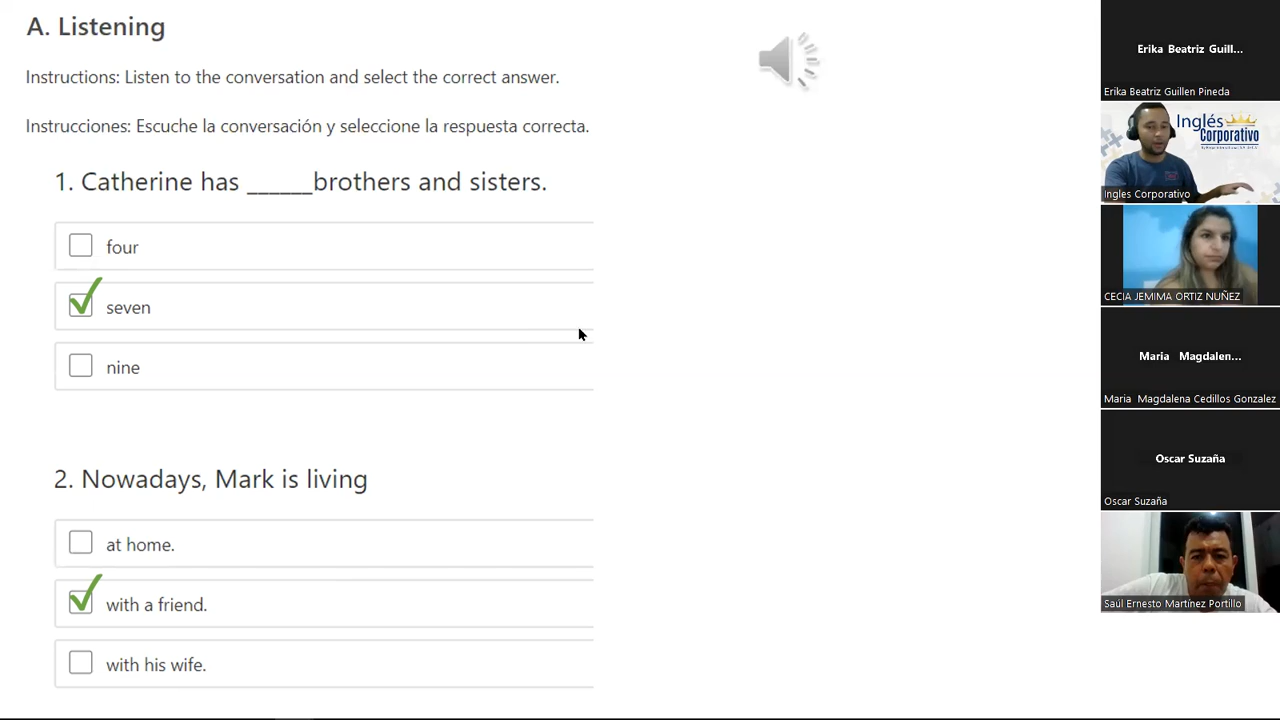 A. Listening
Instructions: Listen to the conversation and select the correct answer.
Instrucciones: Escuche la conversación y seleccione la respuesta correcta.
1. Catherine has ______brothers and sisters.
four
seven
nine
2. Nowadays, Mark is living
at home.
with a friend.
with his wife.
Erika Beatriz Guill...
Erika Beatriz Guillen Pineda
Inglés
Corporativo
Ingles Corporativo
CECIA JEMIMA ORTIZ NUÑEZ
Maria Magdalen...
Maria Magdalena Cedillos Gonzalez
Oscar Suzaña
Oscar Suzaña
Saúl Ernesto Martínez Portillo